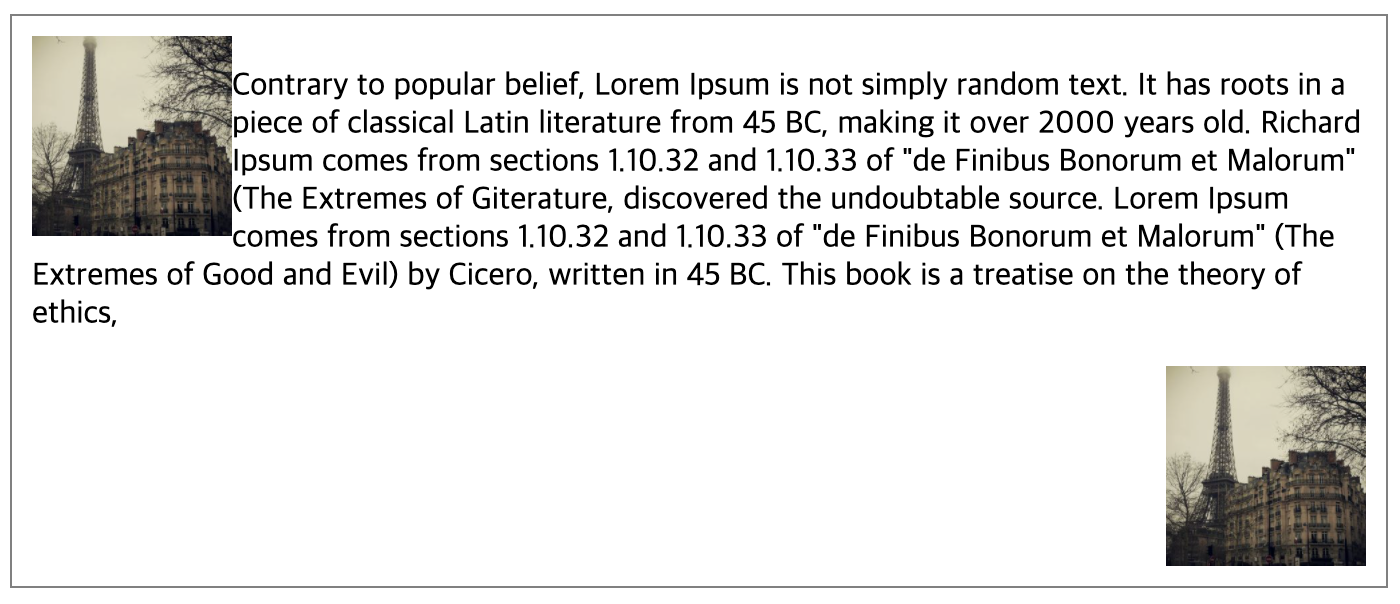 Contrary to popular belief, Lorem Ipsum is not simply random text. It has roots in a
piece of classical Latin literature from 45 BC, making it over 2000 years old. Richard
Ipsum comes from sections 1.10.32 and 1.10.33 of "de Finibus Bonorum et Malorum"
(The Extremes of Giterature, discovered the undoubtable source. Lorem Ipsum
comes from sections 1.10.32 and 1.10.33 of "de Finibus Bonorum et Malorum" (The
Extremes of Good and Evil) by Cicero, written in 45 BC. This book is a treatise on the theory of
ethics,